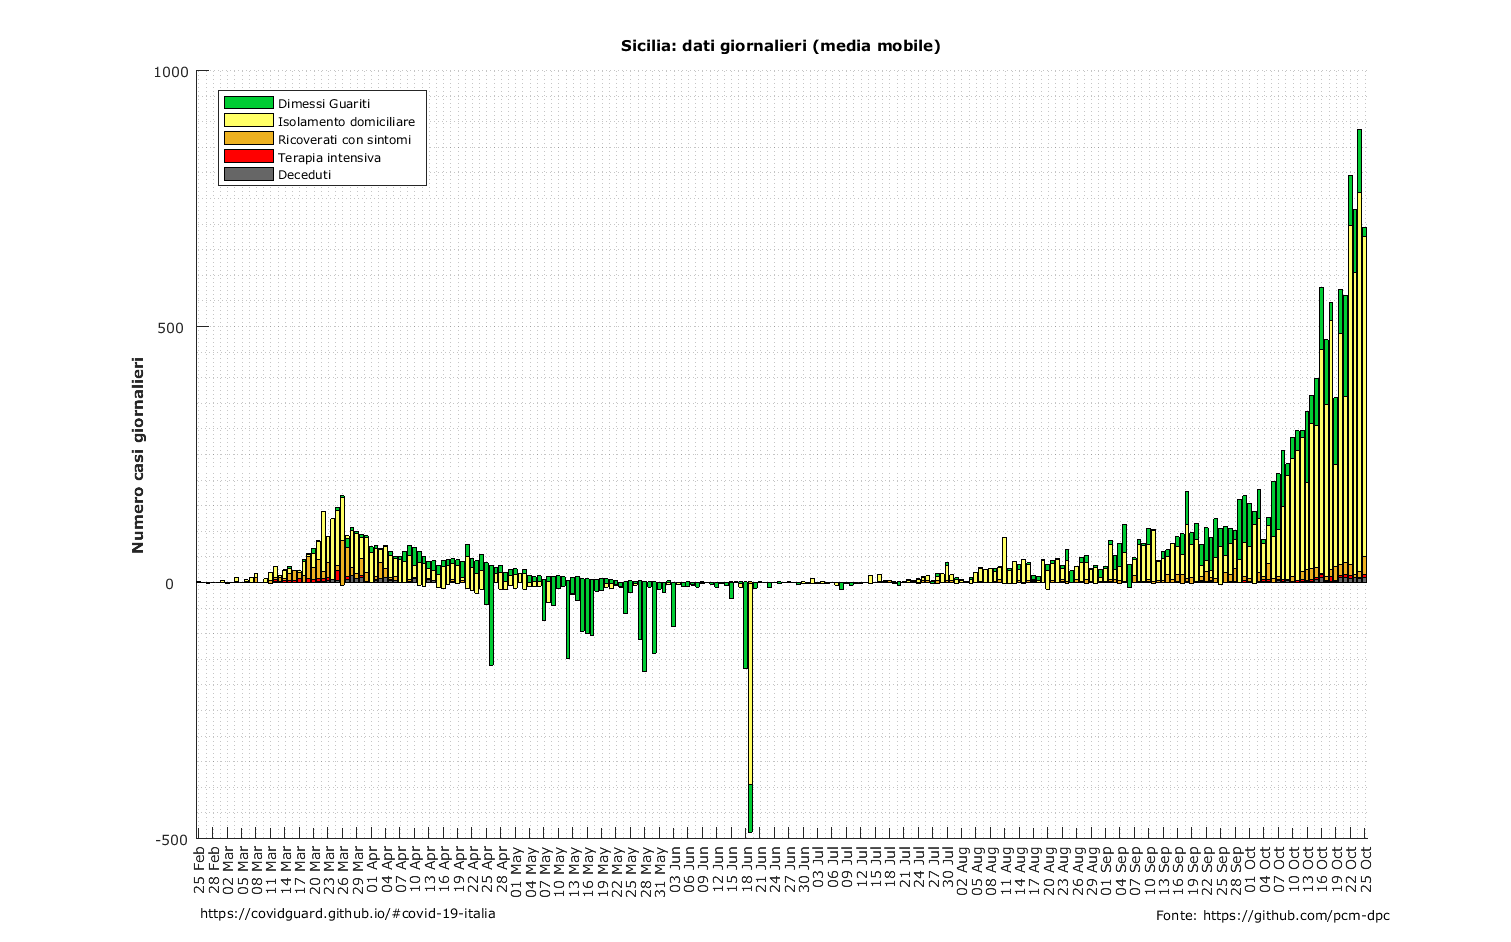 Sicilia: dati giornalieri (media mobile)
1000
Dimessi Guariti
Isolamento domiciliare
Ricoverati con sintomi
Terapia intensiva
Deceduti
500
Numero casi giornalieri
0
-500
25 Feb
28 Feb
02 Mar
05 Mar
08 Mar
11 Mar
14 Mar
17 Mar
20 Mar
23 Mar
26 Mar
29 Mar
01 Apr
04 Apr
07 Apr
10 Apr
13 Apr
16 Apr
19 Apr
22 Apr
25 Apr
28 Apr
01 May
04 May
07 May
10 May
13 May
16 May
19 May
22 May
25 May
28 May
31 May
03 Jun
06 Jun
09 Jun
12 Jun
15 Jun
18 Jun
21 Jun
24 Jun
27 Jun
30 Jun
03 Jul
06 Jul
09 Jul
12 Jul
15 Jul
18 Jul
21 Jul
24 Jul
27 Jul
30 Jul
02 Aug
05 Aug
08 Aug
11 Aug
14 Aug
17 Aug
20 Aug
23 Aug
26 Aug
29 Aug
01 Sep
04 Sep
07 Sep
10 Sep
13 Sep
16 Sep
19 Sep
22 Sep
25 Sep
28 Sep
01 Oct
04 Oct
07 Oct
10 Oct
13 Oct
16 Oct
19 Oct
22 Oct
25 Oct
https://covidguard.github.io/#covid-19-italia
Fonte: https://github.com/pcm-dpc